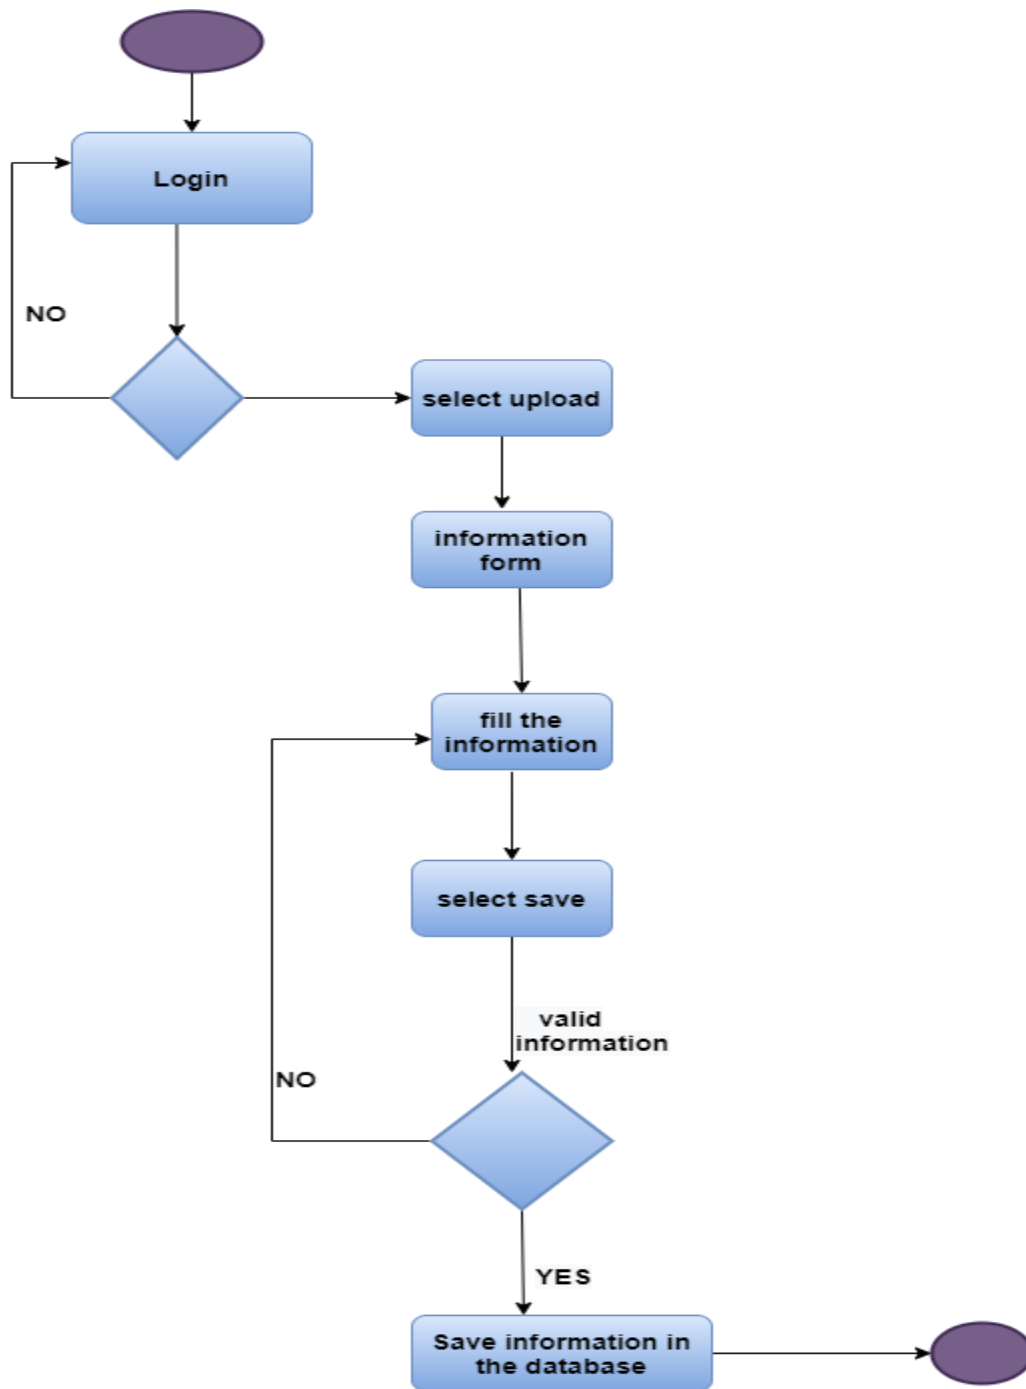 Login
NO
select upload
information
form
fill the
information
select save
valid
information
NO
YES
Save information in
the database